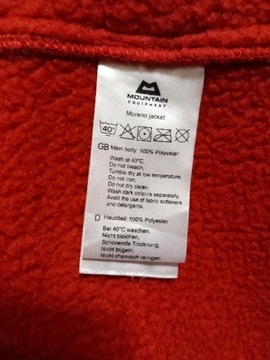 MOUNTAIN
EQUIPMENT
Morano jacket
40°
GB Main body: 100% Polyester
Wash at 40°C.
Do not bleach,
Tumble dry at low temperature,
Do not iron,
Do not dry clean.
Wash dark colours separately.
Avoid the use of fabric softeners
and detergents.
D Hauptteil: 100% Polyester
Bei 40°C waschen,
Nicht bleichen,
Schonende Trocknung,
Nicht bügeln,
Nicht chemisch reinigen.